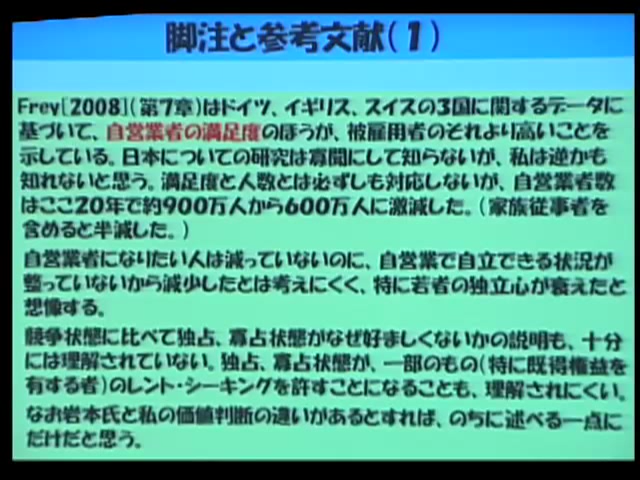 脚注と参考文献(1)
Frey[2008](第7章)はドイツ、イギリス、スイスの3国に関するデータに
基づいて、自営業者の満足度のほうが、被雇用者のそれより高いことを
示している。日本についての研究は寡聞にして知らないが、私は逆かも
知れないと思う。満足度と人数とは必ずしも対応しないが、自営業者数
はここ20年で約900万人から600万人に激減した。(家族従事者を
含めると半減した。)
自営業者になりたい人は減っていないのに、自営業で自立できる状況が
整っていないから減少したとは考えにくく、特に若者の独立心が衰えたと
想像する。
競争状態に比べて独占、寡占状態がなぜ好ましくないかの説明も、十分
には理解されていない。独占、寡占状態が、一部のもの(特に既得権益を
有する者)のレント・シーキングを許すことになることも、理解されにくい。
なお岩本氏と私の価値判断の違いがあるとすれば、のちに述べる一点に
だけだと思う。